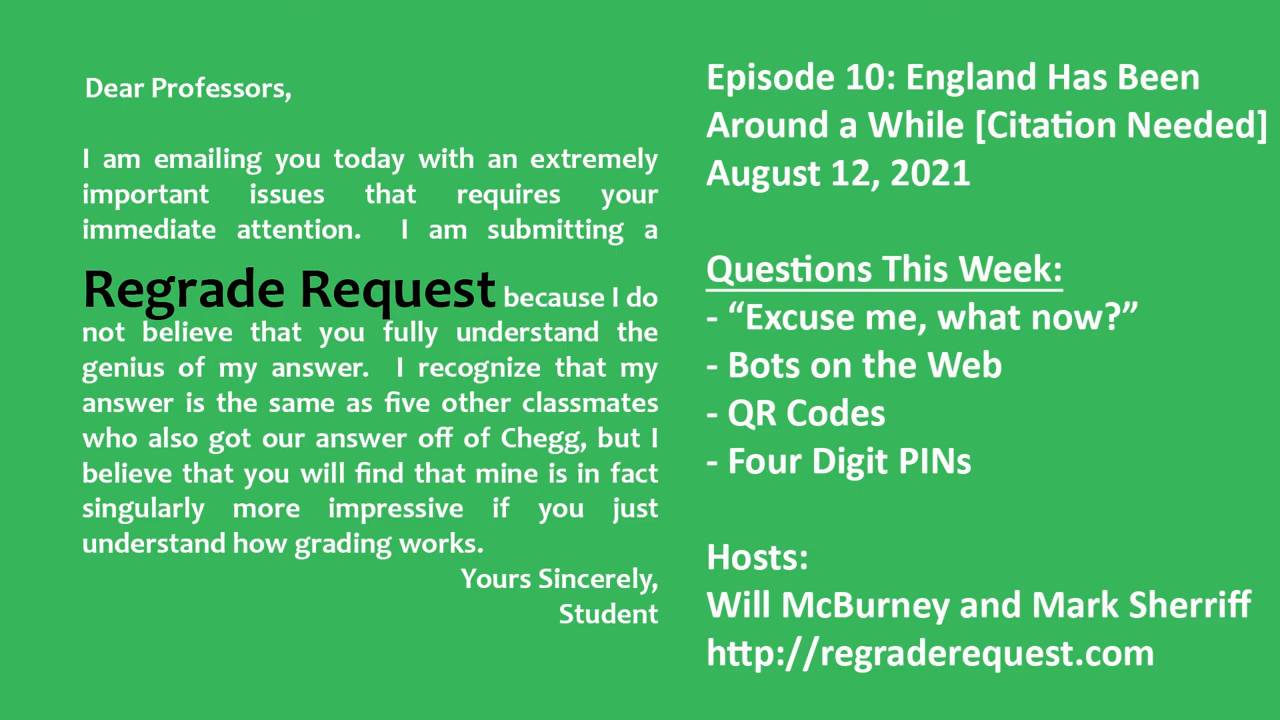 Dear Professors,
I am emailing you today with an extremely
important issues that requires your
immediate attention. I am submitting a
Regrade Request because I do
not believe that you fully understand the
genius of my answer. I recognize that my
answer is the same as five other classmates
who also got our answer off of Chegg, but I
believe that you will find that mine is in fact
singularly more impressive if you just
understand how grading works.
Yours Sincerely,
Student
Episode 10: England Has Been
Around a While [Citation Needed]
August 12, 2021
Questions This Week:
- “Excuse me, what now?”
- Bots on the Web
- QR Codes
- Four Digit PINs
Hosts:
Will McBurney and Mark Sherriff
http://regraderequest.com